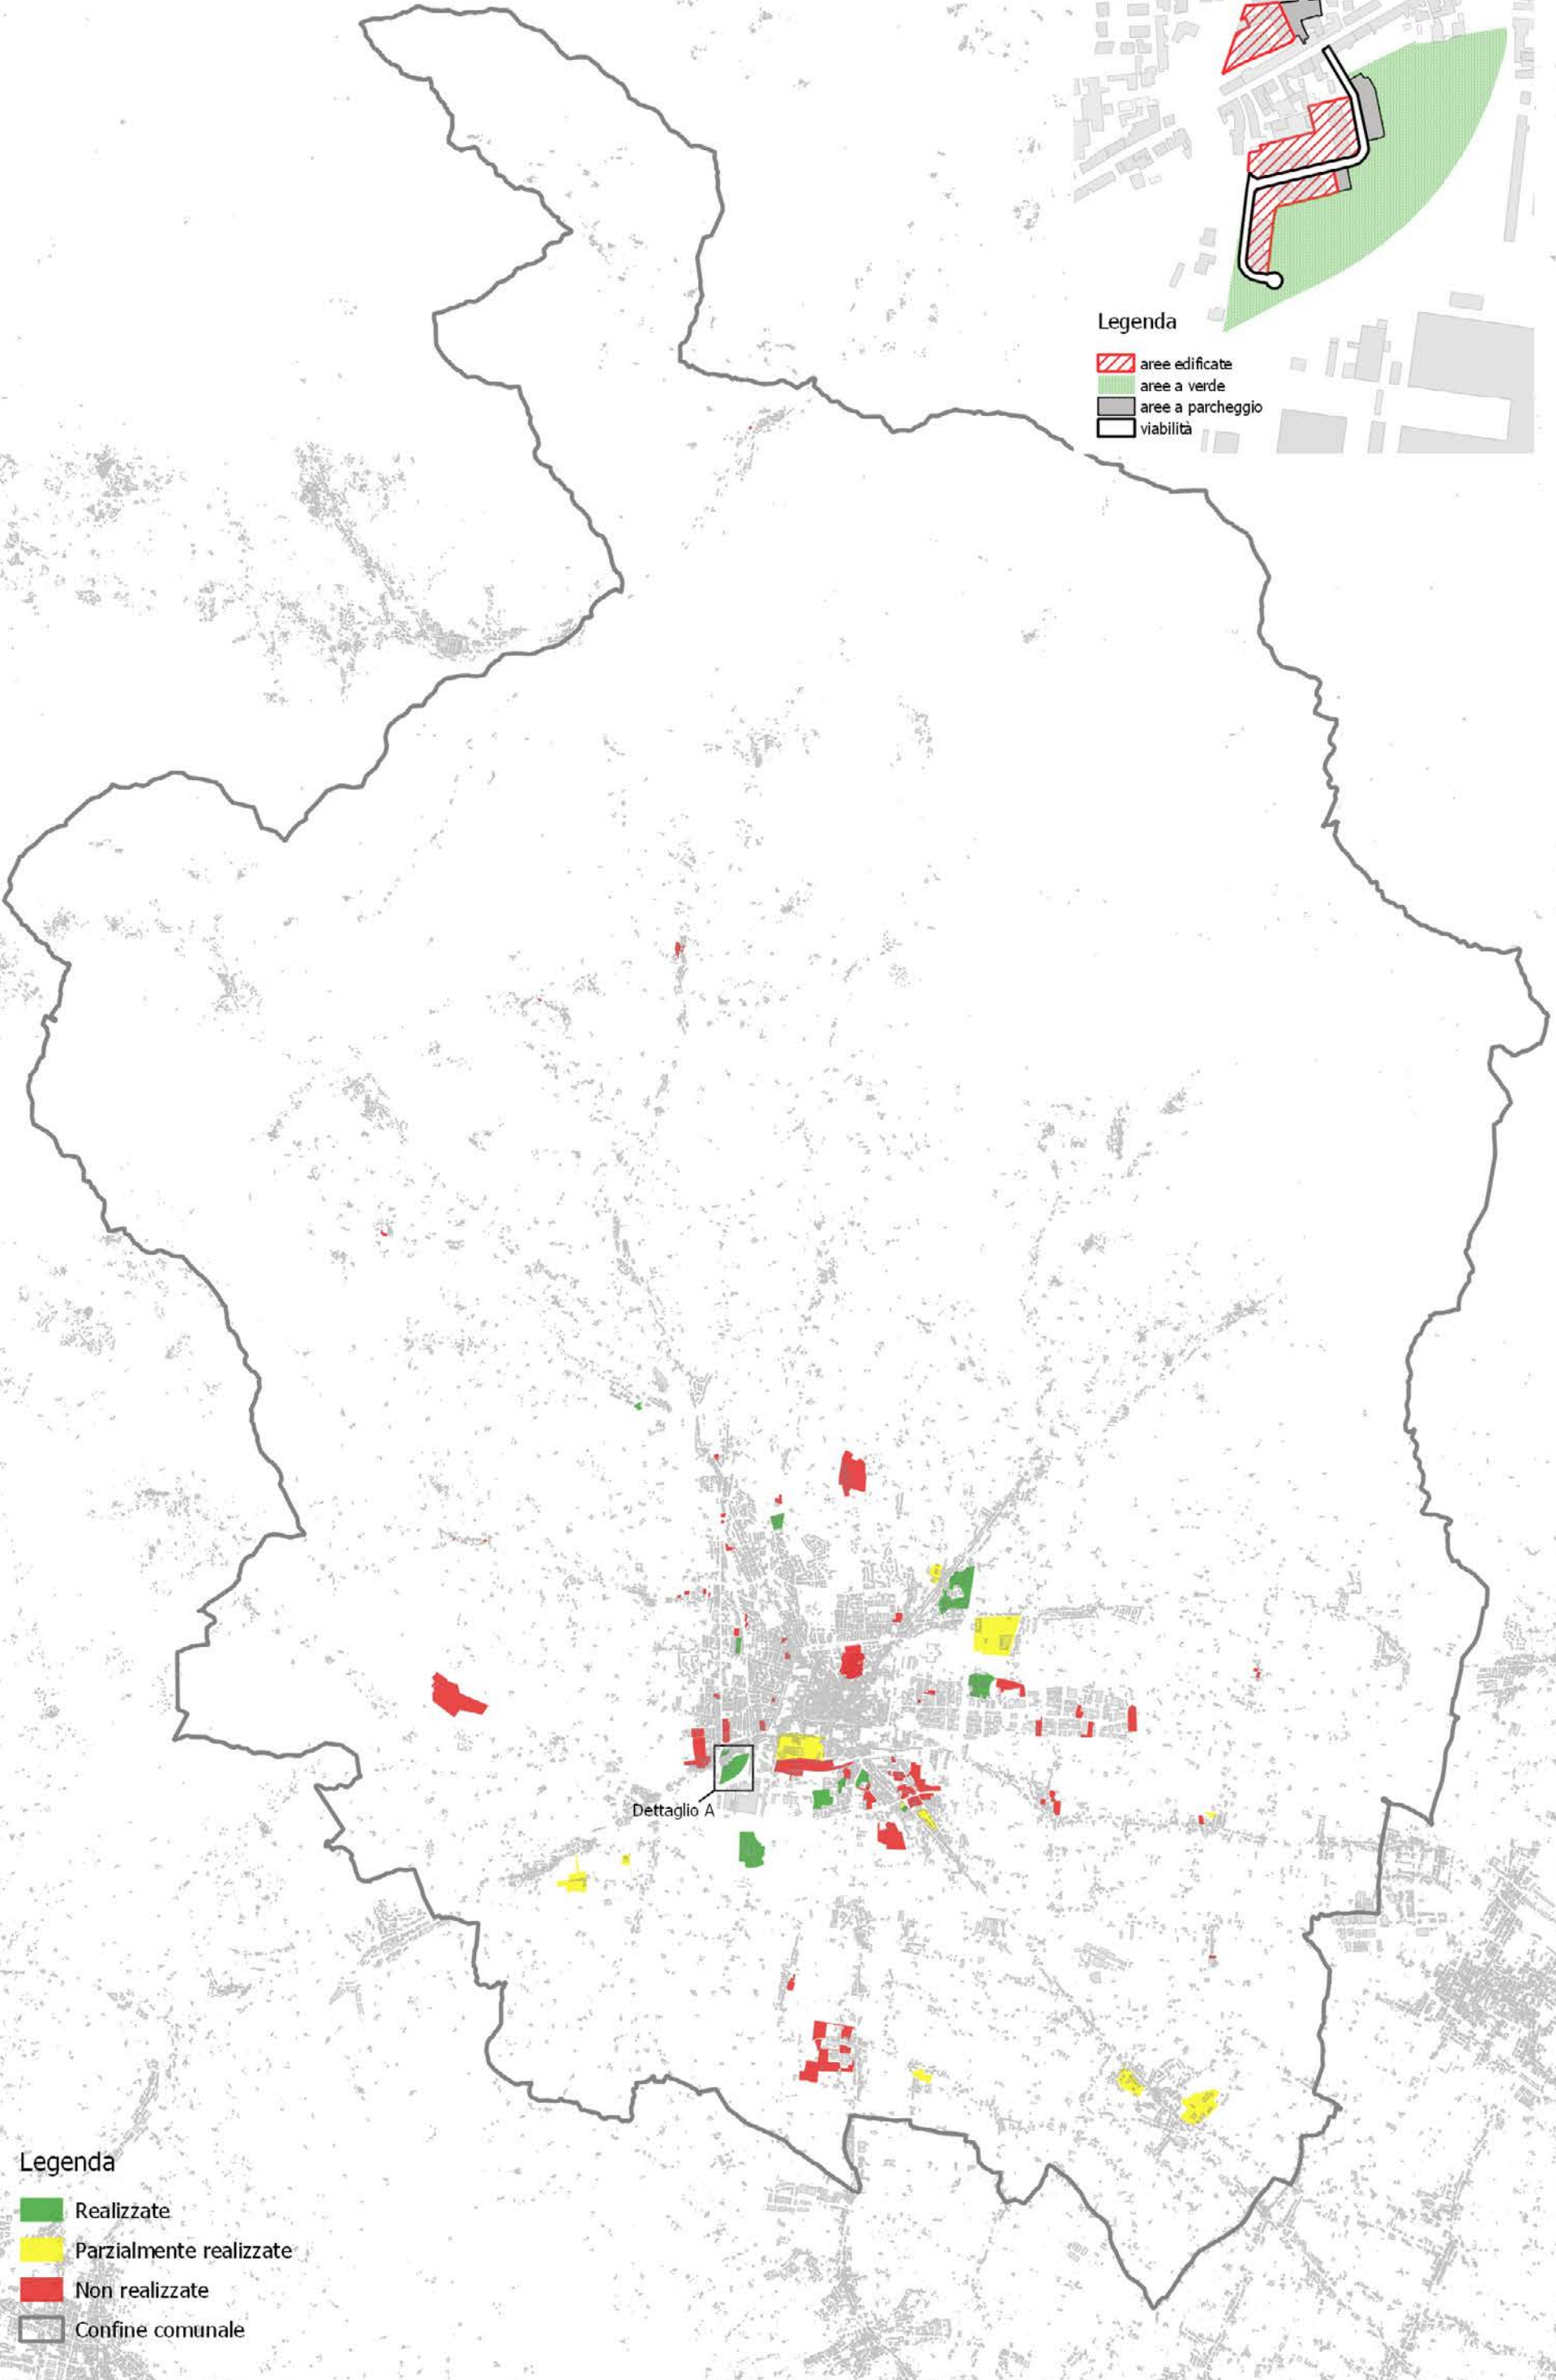 Legenda
aree edificate
aree a verde
aree a parcheggio
viabilità
Dettaglio A
Legenda
Realizzate
Parzialmente realizzate
Non realizzate
Confine comunale